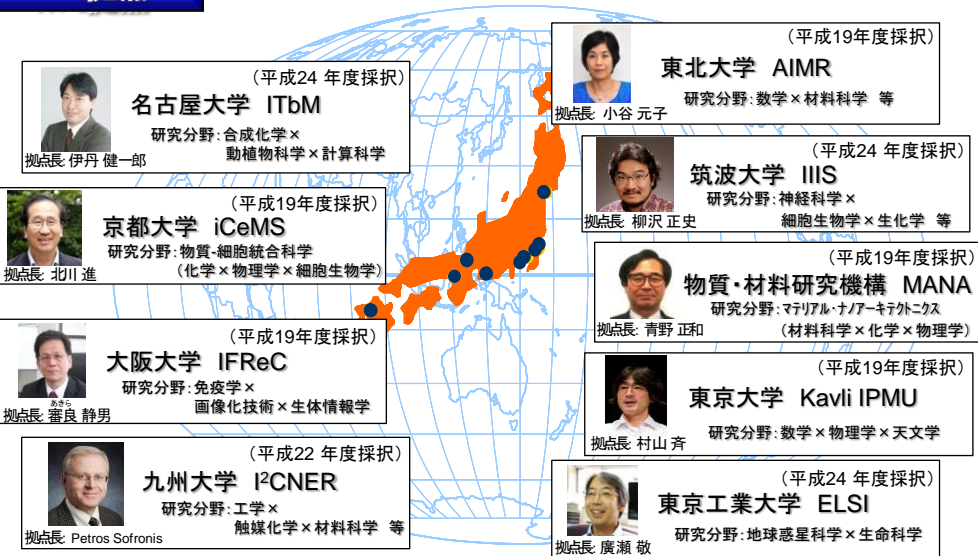 (平成24 年度採択)
名古屋大学 ITbM
研究分野:合成化学×
動植物科学×計算科学
拠点長: 伊丹 健一郎
(平成19年度採択)
京都大学 iCeMS
研究分野:物質-細胞統合科学
(化学×物理学×細胞生物学)
拠点長: 北川 進
(平成19年度採択)
大阪大学 IFReC
研究分野:免疫学×
画像化技術×生体情報学
あきら
拠点長: 審良 静男
(平成22 年度採択)
九州大学 I²CNER
研究分野:工学×
触媒化学×材料科学 等
拠点長: Petros Sofronis
(平成19年度採択)
東北大学 AIMR
研究分野:数学×材料科学 等
拠点長: 小谷 元子
(平成24 年度採択)
筑波大学 IIIS
研究分野:神経科学×
細胞生物学×生化学 等
拠点長: 柳沢 正史
(平成19年度採択)
物質・材料研究機構 MANA
研究分野:マテリアル・ナノアーキテクトニクス
(材料科学×化学×物理学)
拠点長: 青野 正和
(平成19年度採択)
東京大学 Kavli IPMU
研究分野:数学×物理学×天文学
拠点長: 村山 斉
(平成24 年度採択)
東京工業大学 ELSI
研究分野:地球惑星科学×生命科学
拠点長: 廣瀬 敬